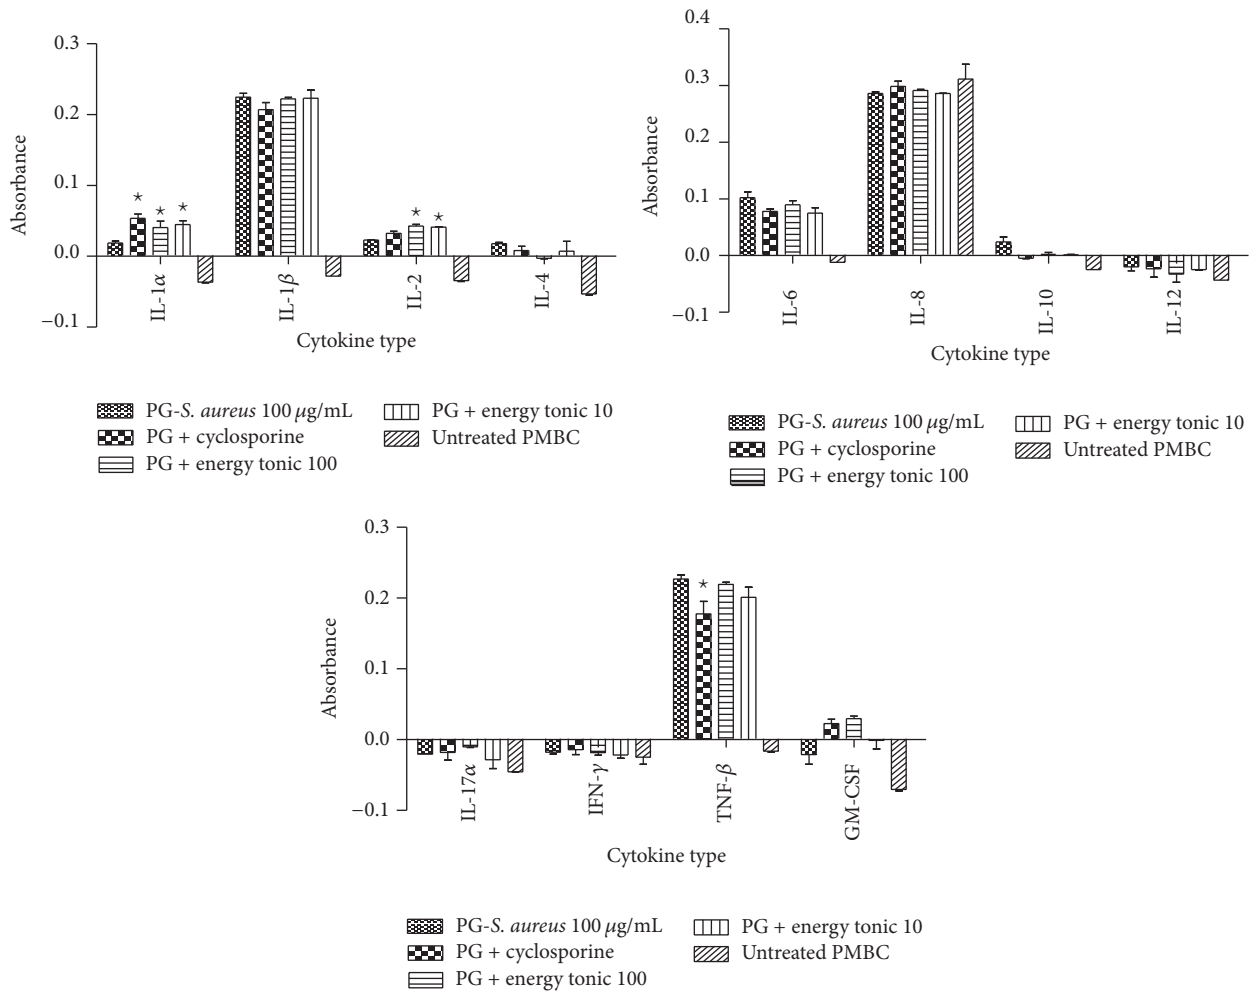 0.3
0.2
0.1
0.0
−0.1
Absorbance
* * *
* *
IL-1α
IL-1β
IL-2
IL-4
Cytokine type
PG-S. aureus 100 μg/mL
PG + cyclosporine
PG + energy tonic 100
PG + energy tonic 10
Untreated PMBC
0.4
0.3
0.2
0.1
0.0
−0.1
Absorbance
IL-6
IL-8
IL-10
IL-12
Cytokine type
PG-S. aureus 100 μg/mL
PG + cyclosporine
PG + energy tonic 100
PG + energy tonic 10
Untreated PMBC
0.3
0.2
0.1
0.0
−0.1
Absorbance
*
IL-17α
IFN-γ
TNF-β
GM-CSF
Cytokine type
PG-S. aureus 100 μg/mL
PG + cyclosporine
PG + energy tonic 100
PG + energy tonic 10
Untreated PMBC